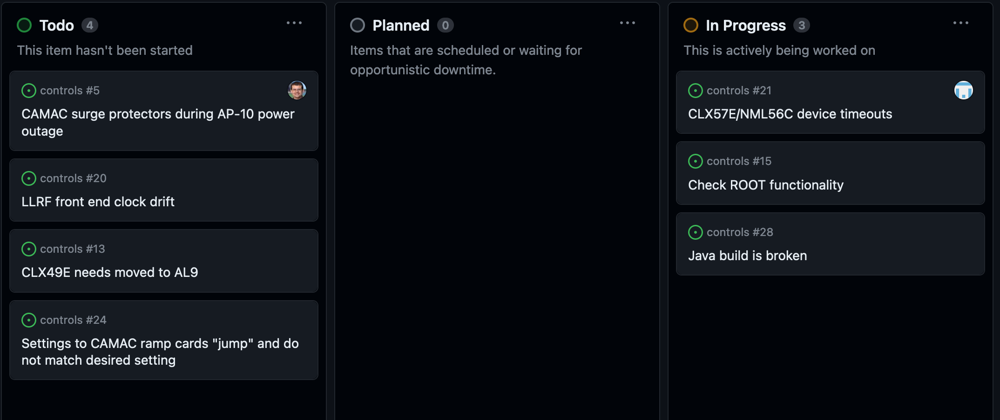 Todo 4
This item hasn't been started
controls #5
CAMAC surge protectors during AP-10 power
outage
controls #20
LLRF front end clock drift
controls #13
CLX49E needs moved to AL9
controls #24
Settings to CAMAC ramp cards "jump" and do
not match desired setting
Planned 0
Items that are scheduled or waiting for
opportunistic downtime.
In Progress 3
This is actively being worked on
controls #21
CLX57E/NML56C device timeouts
controls #15
Check ROOT functionality
controls #28
Java build is broken